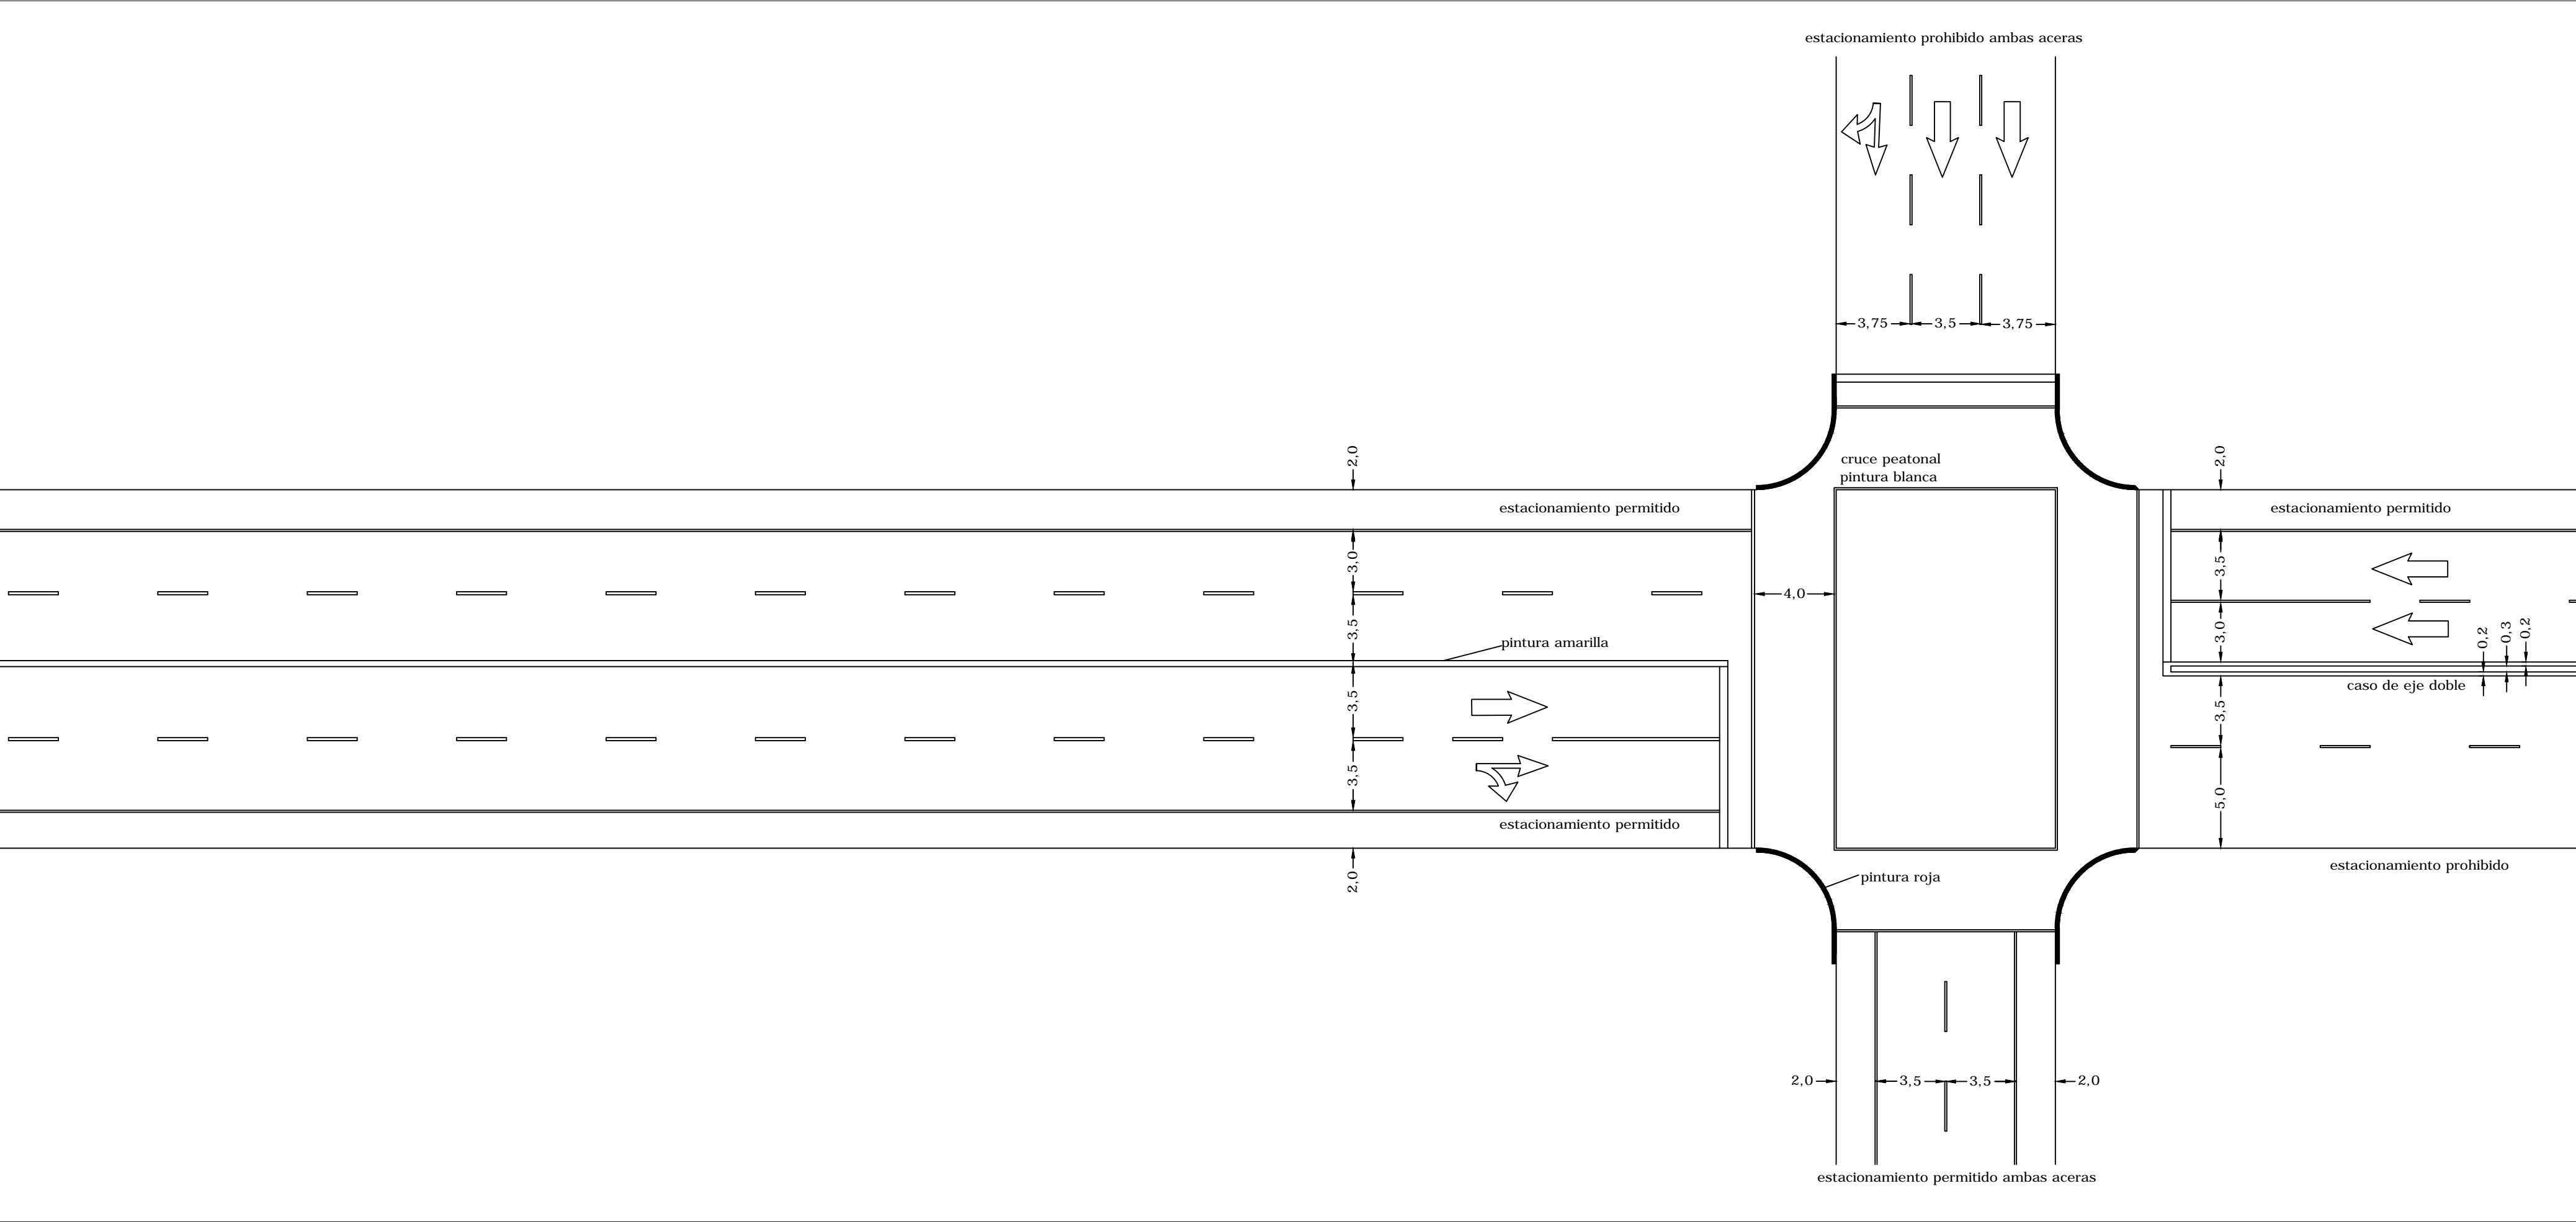 estacionamiento prohibido ambas aceras
3,75
3,5
3,75
2,0
2,0
cruce peatonal
pintura blanca
estacionamiento permitido
estacionamiento permitido
3,0
3,5
4,0
3,5
3,0
0,2
0,3
0,2
pintura amarilla
caso de eje doble
3,5
3,5
3,5
5,0
estacionamiento permitido
estacionamiento prohibido
2,0
pintura roja
2,0
3,5
3,5
2,0
estacionamiento permitido ambas aceras